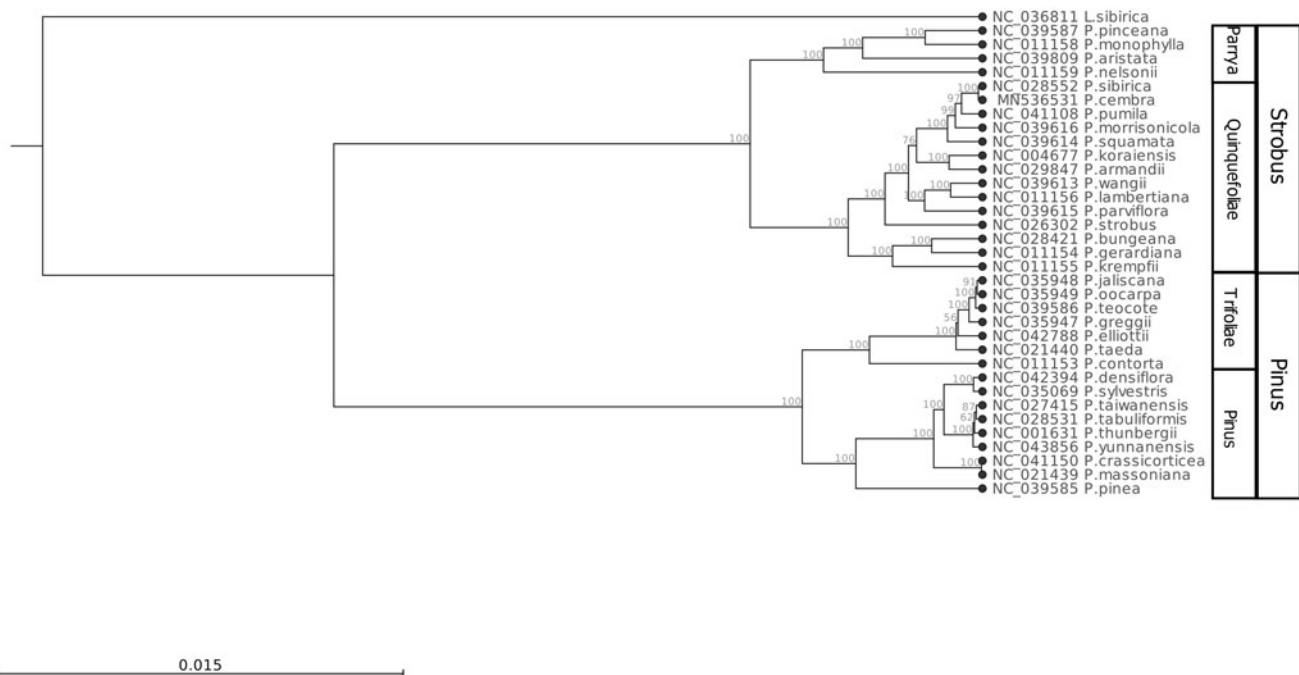 NC_036811 L.sibirica
NC_039587 P.pinceana
100
NC_011158 P.monophylla
100
NC_039809 P.aristata
100
NC_011159 P.nelsonii
NC_028552 P.sibirica
100
MN536531 P.cembra
97
NC_041108 P.pumila
99
NC_039616 P.morrisonicola
100
NC_039614 P.squamata
76
100
NC_004677 P.koraiensis
100
NC_029847 P.armandii
100
NC_039613 P.wangii
100
NC_011156 P.lambertiana
100
100
NC_039615 P.parviflora
100
NC_026302 P.strobus
NC_028421 P.bungeana
100
NC_011154 P.gerardiana
100
NC_011155 P.krempfii
NC_035948 P.jaliscana
91
NC_035949 P.oocarpa
100
NC_039586 P.teocote
100
NC_035947 P.greggii
56
NC_042788 P.elliottii
100
NC_021440 P.taeda
100
NC_011153 P.contorta
NC_042394 P.densiflora
100
NC_035069 P.sylvestris
100
100
NC_027415 P.taiwanensis
87
NC_028531 P.tabuliformis
62
NC_001631 P.thunbergii
100
100
NC_043856 P.yunnanensis
NC_041150 P.crassicorticea
100
100
NC_021439 P.massoniana
NC_039585 P.pinea
Parrya
Quinquefoliae
Trifoliae
Pinus
Strobus
Pinus
0.015